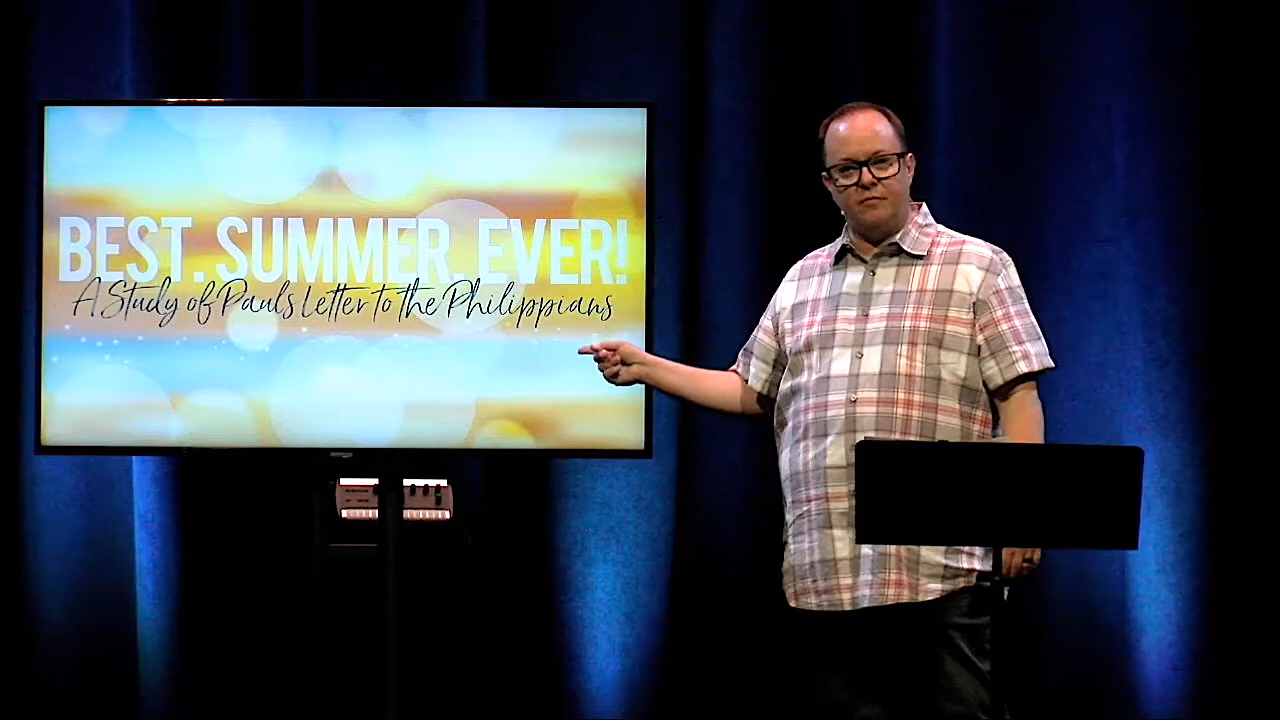 BEST. SUMMER. EVER!
A Study of Pauls Letter to the Philippians